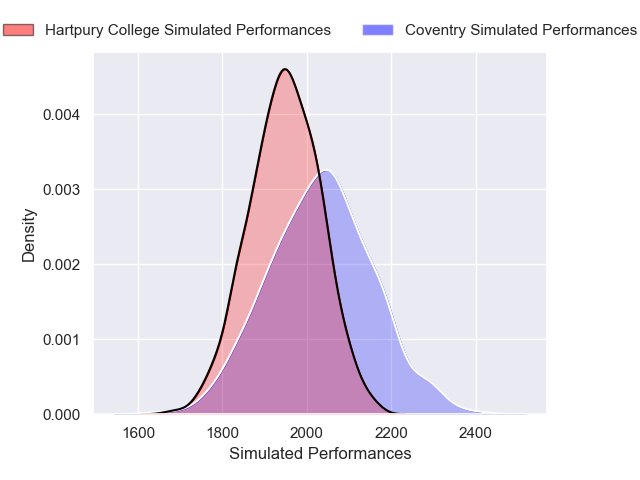 Hartpury College Simulated Performances
Coventry Simulated Performances
Density
0.004
0.003
0.002
0.001
0.000
1600 1800 2000 2200 2400
Simulated Performances